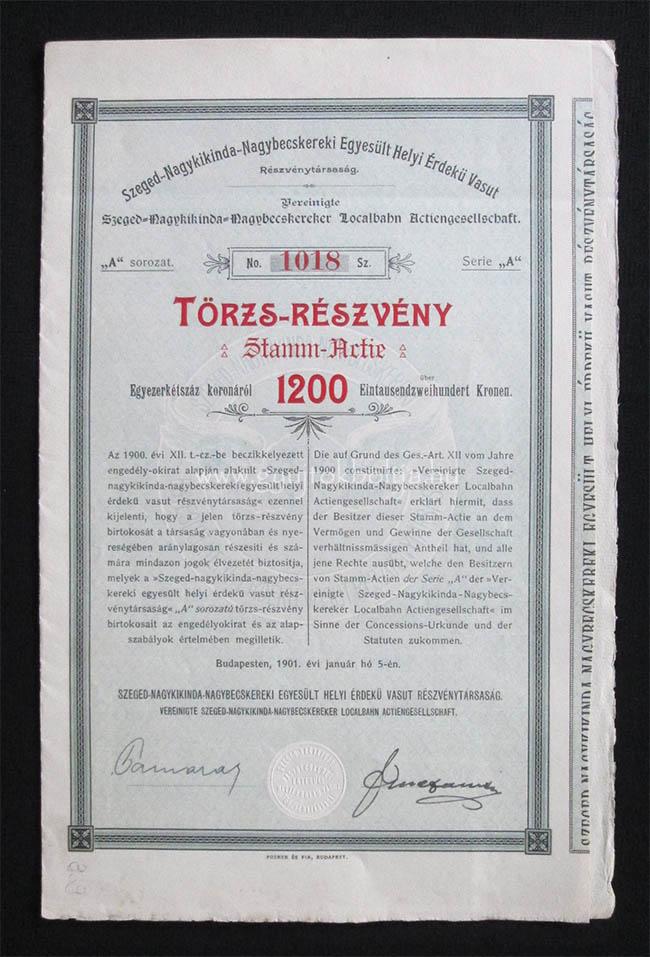 Szeged-Nagykikinda-Nagybecskereki Egyesült Helyi Érdekü Vasut
Részvénytársaság.
Vereinigte
Szeged-Nagykikinda-Nagybecskereker Localbahn Actiengesellschaft.
„A" sorozat.
No. 1018 Sz.
Serie „A"
TÖRZS-RÉSZVÉNY
Stamm-Actie
Egyezerkétszáz koronáról 1200 über Eintausendzweihundert Kronen.
Az 1900. évi XII. t.-cz.-be beczikkelyezett
engedély-okirat alapján alakult »Szeged-
nagykikinda-nagybecskereki egyesült helyi
érdekü vasut részvénytársaság« ezennel
kijelenti, hogy a jelen törzs-részvény
birtokosát a társaság vagyonában és nye-
reségében aránylagosan részesiti és szá-
mára mindazon jogok élvezetét biztositja,
melyek a »Szeged-nagykikinda-nagybecs-
kereki egyesült helyi érdekü vasut rész-
vénytársaság« „A" sorozatú törzs-részvény
birtokosait az engedélyokirat és az alap-
szabályok értelmében megilletik.
Die auf Grund des Ges.-Art. XII vom Jahre
1900 constituirte »Vereinigte Szeged-
Nagykikinda-Nagybecskereker Localbahn
Actiengesellschaft« erklärt hiermit, dass
der Besitzer dieser Stamm-Actie an dem
Vermögen und Gewinne der Gesellschaft
verhältnissmässigen Antheil hat, und alle
jene Rechte ausübt, welche den Besitzern
von Stamm-Actien der Serie „A" der »Ver-
einigte Szeged-Nagykikinda-Nagybecs-
kereker Localbahn Actiengesellschaft« im
Sinne der Concessions-Urkunde und der
Statuten zukommen.
Budapesten, 1901. évi január hó 5-én.
SZEGED-NAGYKIKINDA-NAGYBECSKEREKI EGYESÜLT HELYI ÉRDEKÜ VASUT RÉSZVÉNYTÁRSASÁG.
VEREINIGTE SZEGED-NAGYKIKINDA-NAGYBECSKEREKER LOCALBAHN ACTIENGESELLSCHAFT.
POSNER ÉS FIA, BUDAPEST.
SZEGED-NAGYKIKINDA-NAGYBECSKEREKI EGYESÜLT HELYI ÉRDEKÜ VASUT RÉSZVÉNYTÁRSASÁG